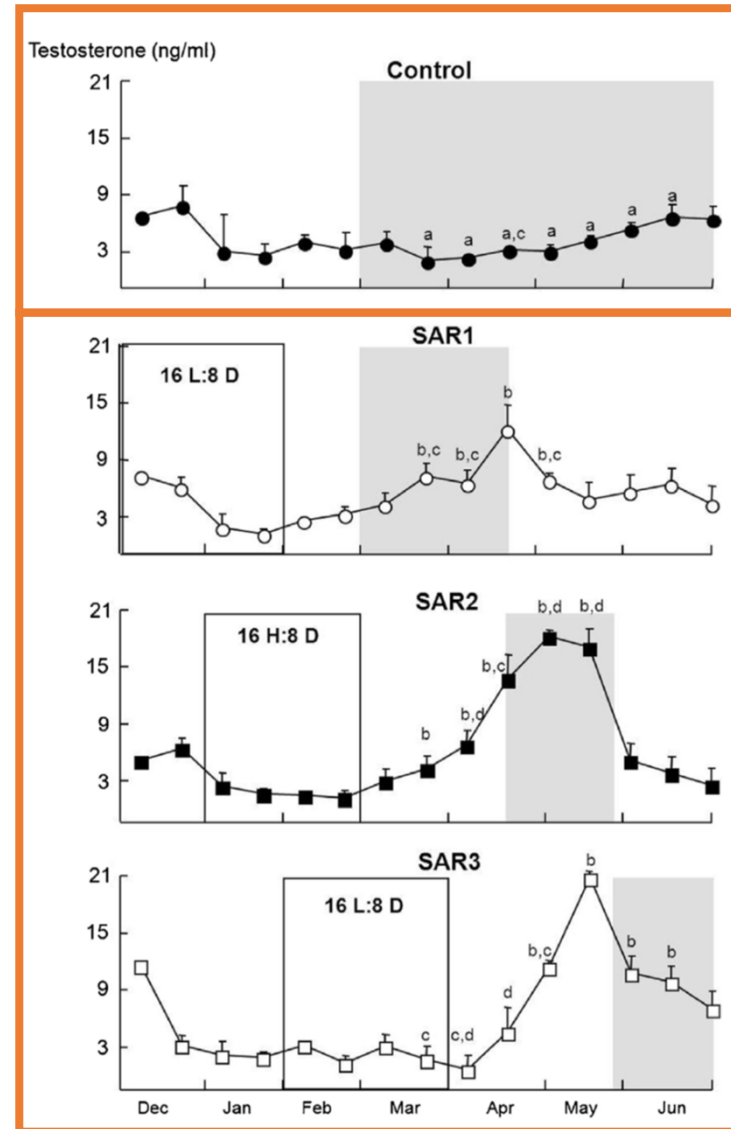 Testosterone (ng/ml)
Control
21
15
9
3
a
a
a,c
a
a
a
a
SAR1
21
15
9
3
16 L:8 D
b,c
b,c
b
b,c
SAR2
21
15
9
3
16 H:8 D
b
b,d
b,c
b,d
b,d
SAR3
21
15
9
3
16 L:8 D
c
c,d
d
b,c
b
b
b
Dec Jan Feb Mar Apr May Jun